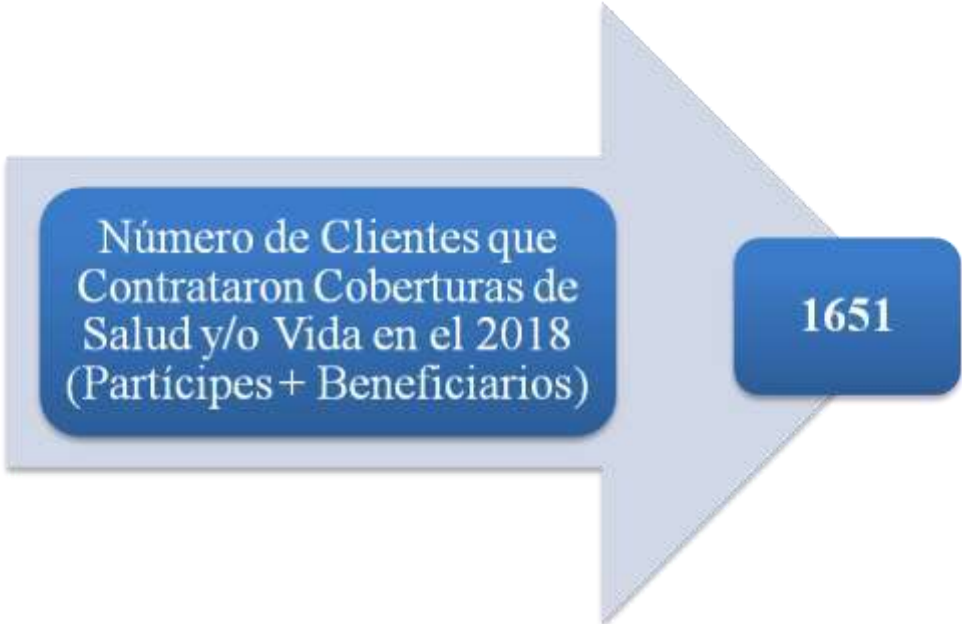 Número de Clientes que
Contrataron Coberturas de
Salud y/o Vida en el 2018
(Partícipes + Beneficiarios)
1651